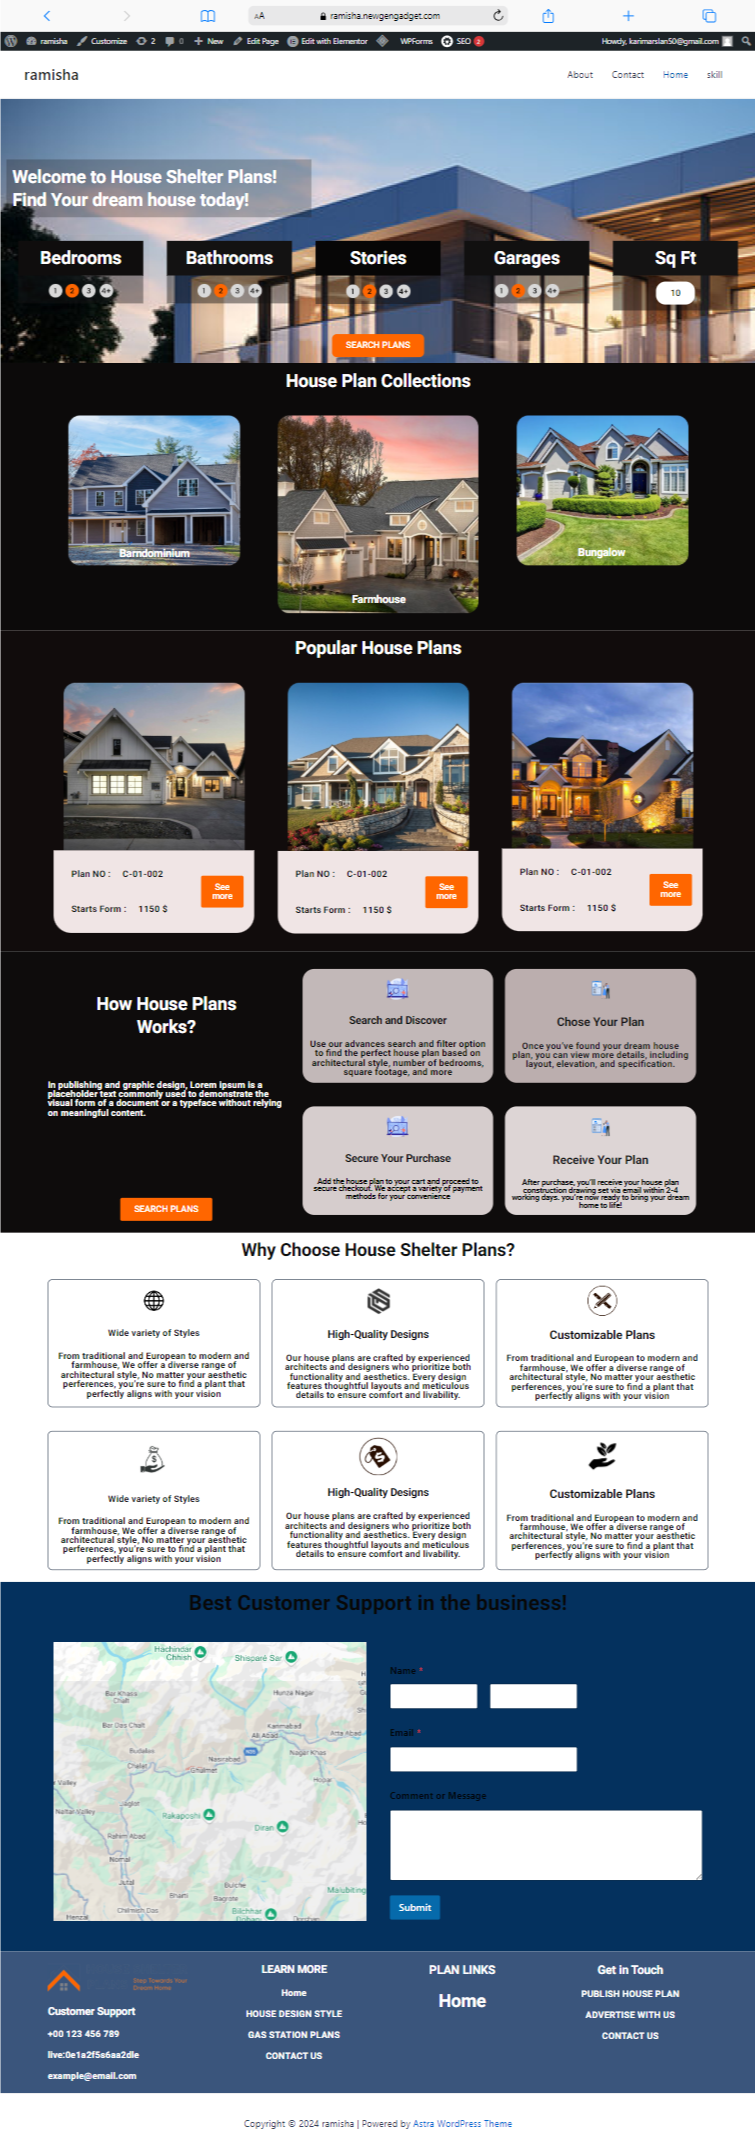 AA ramisha.newgengadget.com
ramisha Customize 2 0 New Edit Page Edit with Elementor WPForms SEO 2 Howdy, karimarslan50@gmail.com
ramisha
About Contact Home skill
Welcome to House Shelter Plans!
Find Your dream house today!
Bedrooms Bathrooms Stories Garages Sq Ft
1 2 3 4+ 1 2 3 4+ 1 2 3 4+ 1 2 3 4+ 10
SEARCH PLANS
House Plan Collections
Barndominium
Farmhouse
Bungalow
Popular House Plans
Plan NO : C-01-002
See more
Starts Form : 1150 $
Plan NO : C-01-002
See more
Starts Form : 1150 $
Plan NO : C-01-002
See more
Starts Form : 1150 $
How House Plans
Works?
In publishing and graphic design, Lorem ipsum is a
placeholder text commonly used to demonstrate the
visual form of a document or a typeface without relying
on meaningful content.
SEARCH PLANS
Search and Discover
Use our advances search and filter option
to find the perfect house plan based on
architectural style, number of bedrooms,
square footage, and more
Chose Your Plan
Once you've found your dream house
plan, you can view more details, including
layout, elevation, and specification.
Secure Your Purchase
Add the house plan to your cart and proceed to
secure checkout. We accept a variety of payment
methods for your convenience
Receive Your Plan
After purchase, you'll receive your house plan
construction drawing set via email within 2-4
working days. you're now ready to bring your dream
home to life!
Why Choose House Shelter Plans?
Wide variety of Styles
From traditional and European to modern and
farmhouse, We offer a diverse range of
architectural style, No matter your aesthetic
perferences, you're sure to find a plant that
perfectly aligns with your vision
High-Quality Designs
Our house plans are crafted by experienced
architects and designers who prioritize both
functionality and aesthetics. Every design
features thoughtful layouts and meticulous
details to ensure comfort and livability.
Customizable Plans
From traditional and European to modern and
farmhouse, We offer a diverse range of
architectural style, No matter your aesthetic
perferences, you're sure to find a plant that
perfectly aligns with your vision
Wide variety of Styles
From traditional and European to modern and
farmhouse, We offer a diverse range of
architectural style, No matter your aesthetic
perferences, you're sure to find a plant that
perfectly aligns with your vision
High-Quality Designs
Our house plans are crafted by experienced
architects and designers who prioritize both
functionality and aesthetics. Every design
features thoughtful layouts and meticulous
details to ensure comfort and livability.
Customizable Plans
From traditional and European to modern and
farmhouse, We offer a diverse range of
architectural style, No matter your aesthetic
perferences, you're sure to find a plant that
perfectly aligns with your vision
Best Customer Support in the business!
Hachindar
Chhish
Shispare Sar
Bar Khass
Chalt
Hunza Nagar
Bar Das Chalt
Karimabad
Ali Abad
Atta Abad
Budalas
Chalat
Nasirabad
N35
Nagar Khas
Ghulmet
Hopar
Valley
Jaglot
Naltar Valley
Rakaposhi
Diran
Rahim Abad
Nomal
Jutal
Bilchar
Dobani
Bulche
Bagrote
Bham
Malubiting
Chilmish Das
Henzal
Name *
Email *
Comment or Message
Submit
Step Towards Your
Dream Home
Customer Support
+00 123 456 789
live:0e1a2f5s6aa2dle
example@email.com
LEARN MORE
Home
HOUSE DESIGN STYLE
GAS STATION PLANS
CONTACT US
PLAN LINKS
Home
Get in Touch
PUBLISH HOUSE PLAN
ADVERTISE WITH US
CONTACT US
Copyright © 2024 ramisha | Powered by Astra WordPress Theme